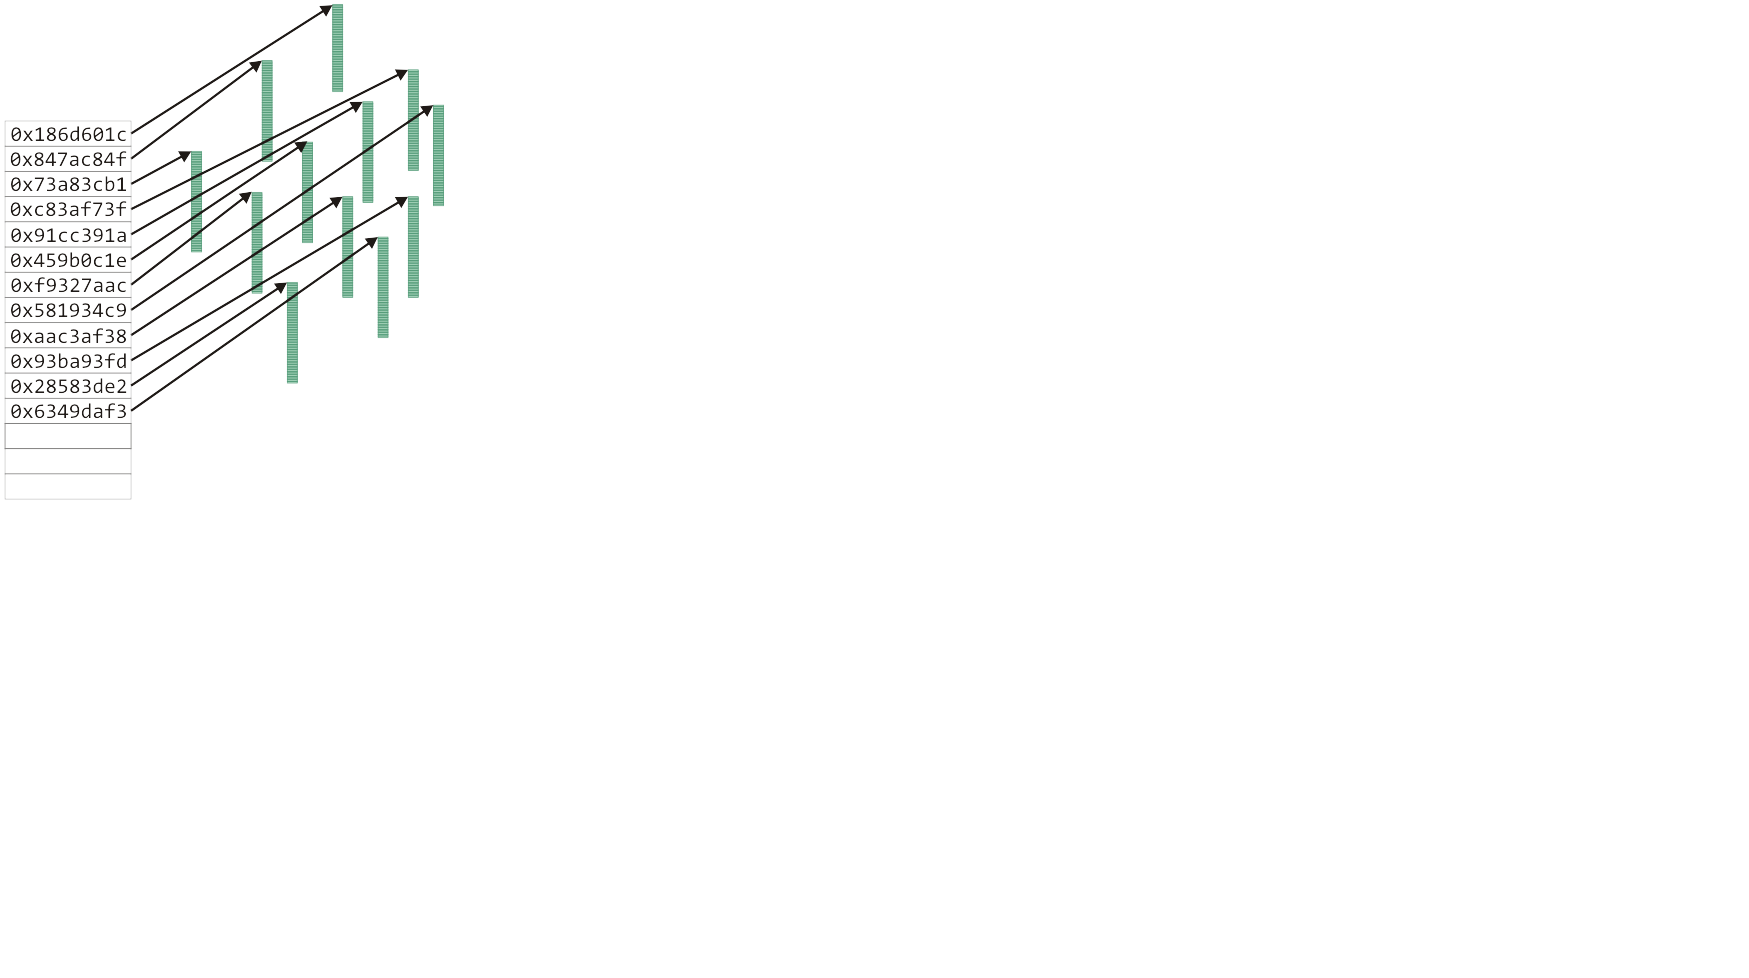 0x186d601c
0x847ac84f
0x73a83cb1
0xc83af73f
0x91cc391a
0x459b0c1e
0xf9327aac
0x581934c9
0xaac3af38
0x93ba93fd
0x28583de2
0x6349daf3